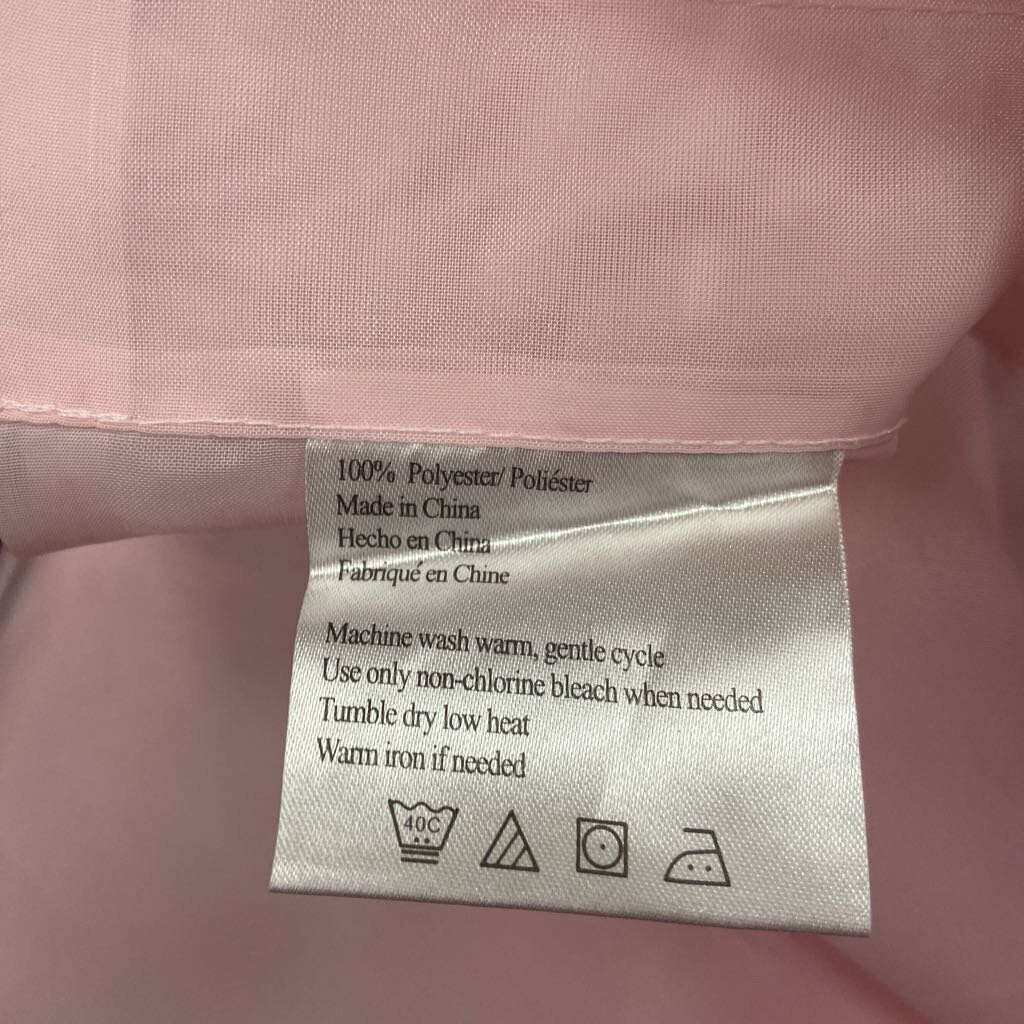 100% Polyester/ Poliéster
Made in China
Hecho en China
Fabriqué en Chine
Machine wash warm, gentle cycle
Use only non-chlorine bleach when needed
Tumble dry low heat
Warm iron if needed
40C